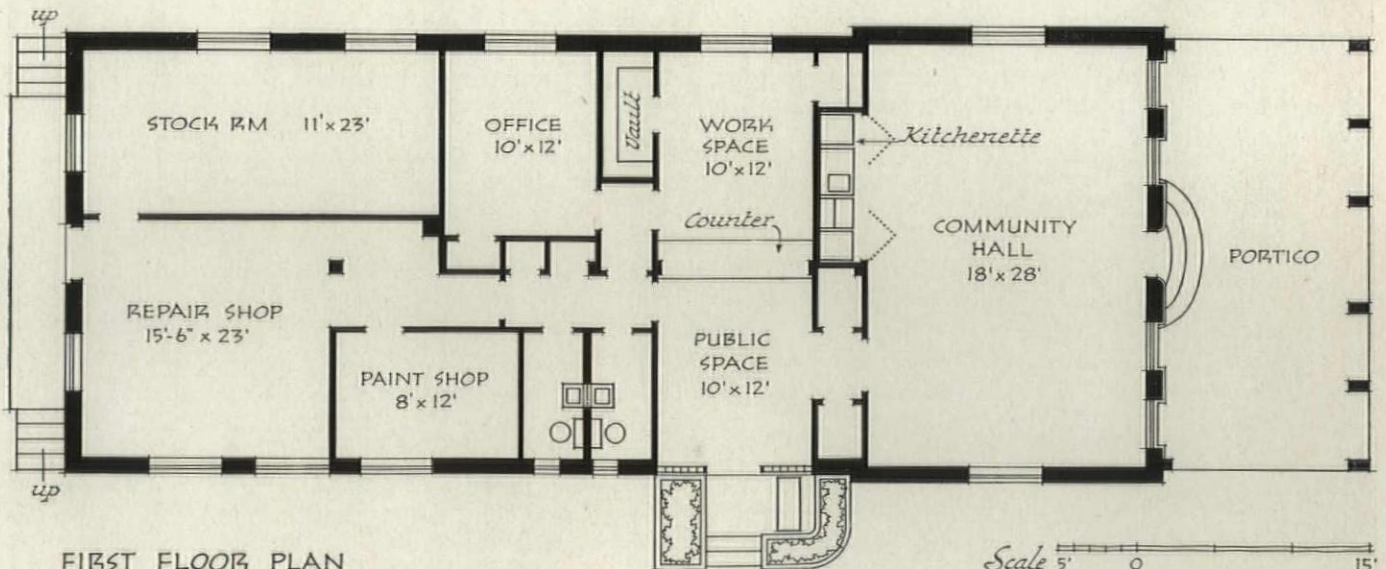 up
STOCK RM 11'x23'
OFFICE
10'x12'
Vault
WORK
SPACE
10'x12'
Kitchenette
Counter
COMMUNITY
HALL
18'x28'
PORTICO
REPAIR SHOP
15'-6" x 23'
PAINT SHOP
8'x12'
PUBLIC
SPACE
10'x12'
up
FIRST FLOOR PLAN
Scale 5' 0 15'